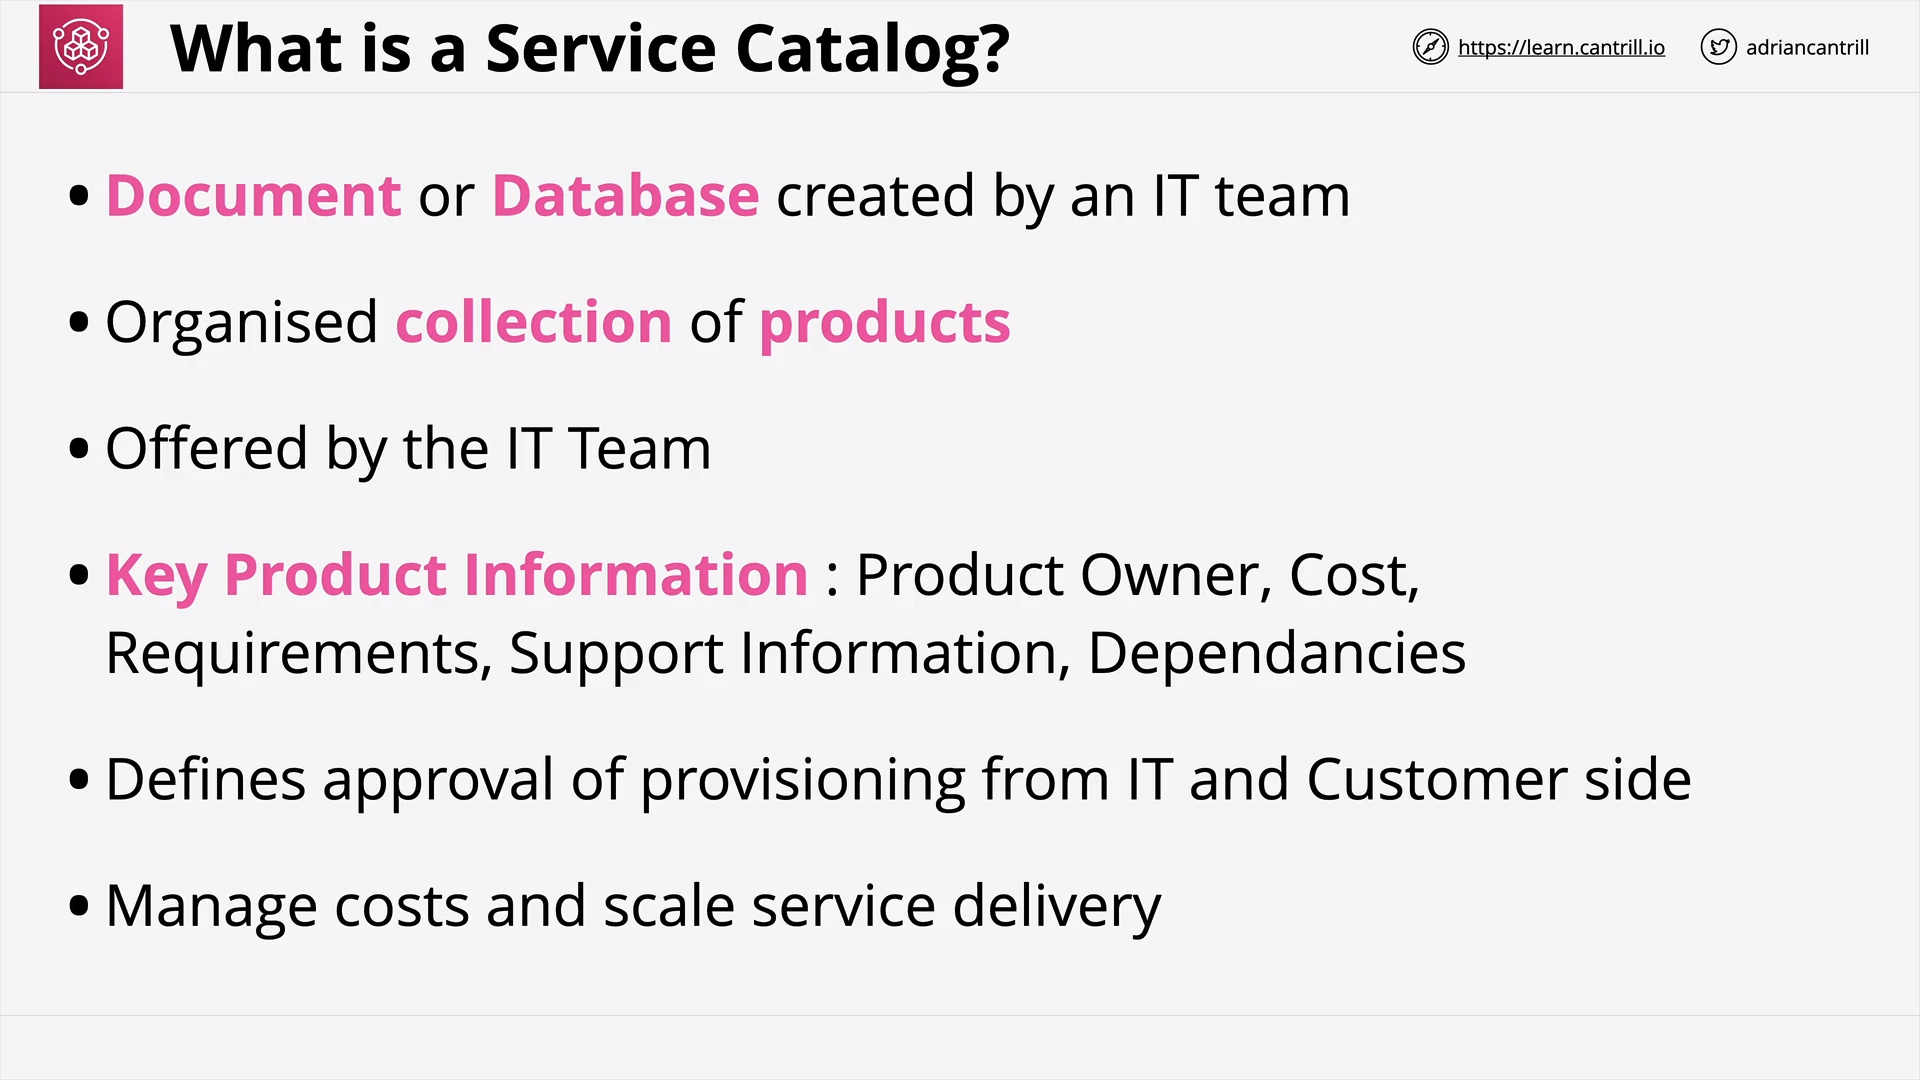 What is a Service Catalog?
https://learn.cantrill.io
adriancantrill
• Document or Database created by an IT team
• Organised collection of products
• Offered by the IT Team
• Key Product Information : Product Owner, Cost,
Requirements, Support Information, Dependancies
• Defines approval of provisioning from IT and Customer side
• Manage costs and scale service delivery